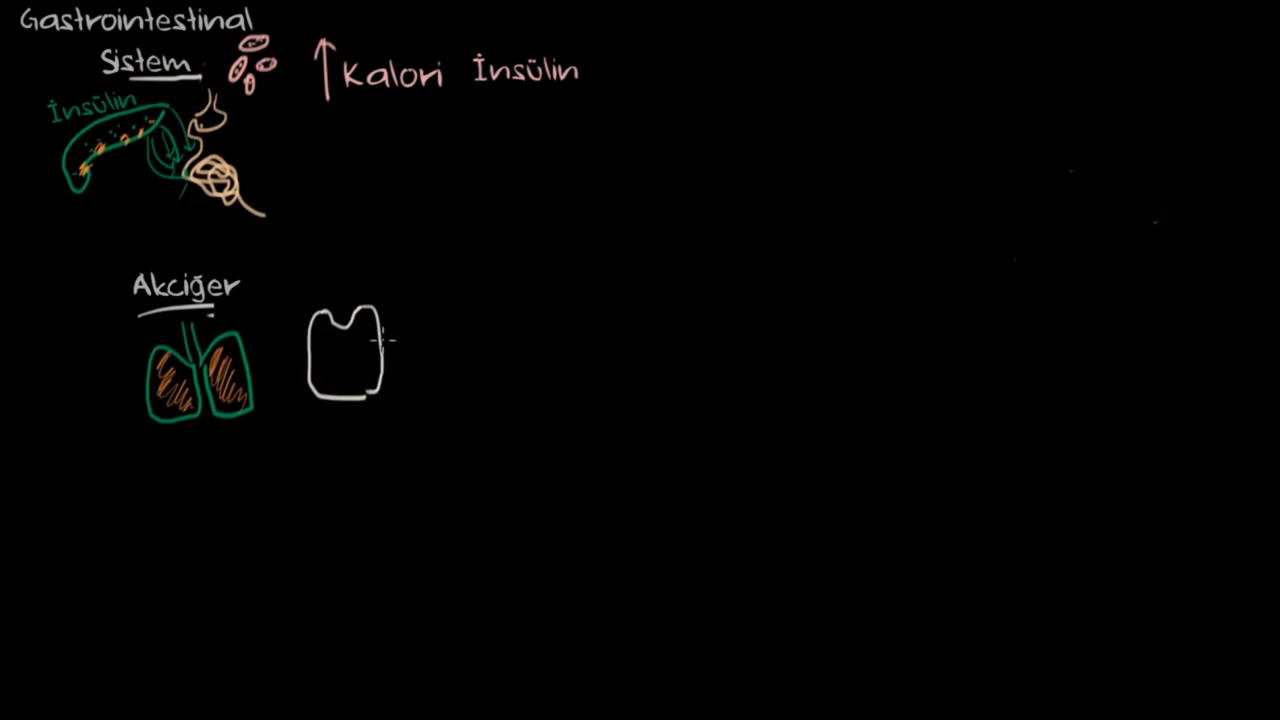 Gastrointestinal
Sistem
↑ Kalori İnsülin
İnsülin
Akciğer